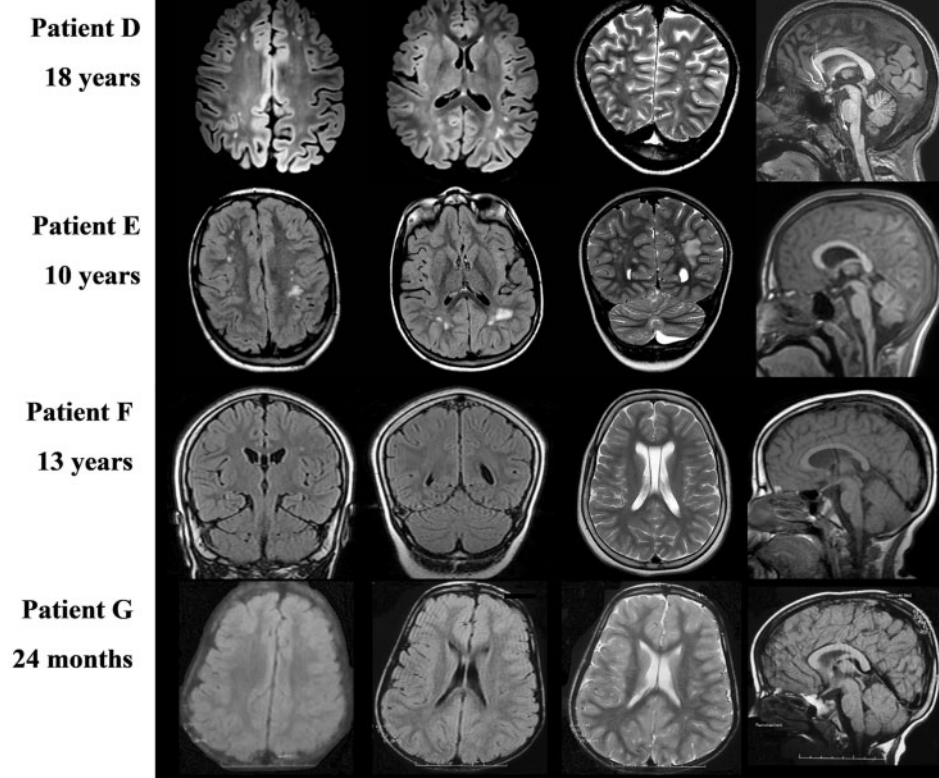 Patient D
18 years
Patient E
10 years
Patient F
13 years
Patient G
24 months